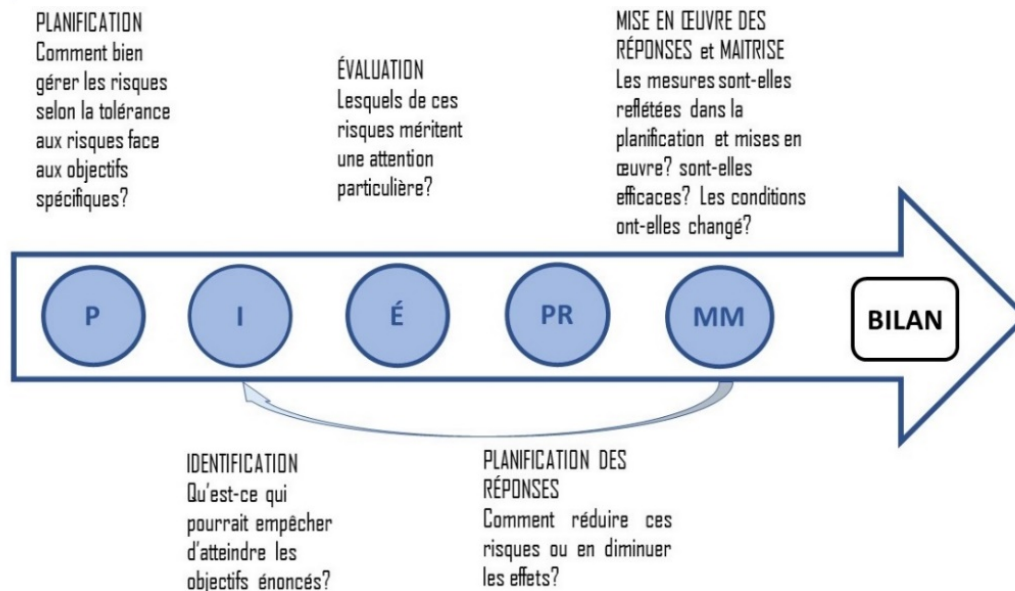 PLANIFICATION
Comment bien
gérer les risques
selon la tolérance
aux risques face
aux objectifs
spécifiques?
ÉVALUATION
Lesquels de ces
risques méritent
une attention
particulière?
MISE EN ŒUVRE DES
RÉPONSES et MAITRISE
Les mesures sont-elles
reflétées dans la
planification et mises en
œuvre? sont-elles
efficaces? Les conditions
ont-elles changé?
P
I
É
PR
MM
BILAN
IDENTIFICATION
Qu'est-ce qui
pourrait empêcher
d'atteindre les
objectifs énoncés?
PLANIFICATION DES
RÉPONSES
Comment réduire ces
risques ou en diminuer
les effets?